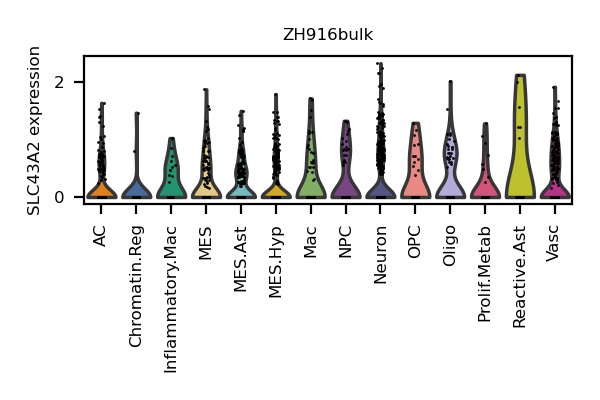 ZH916bulk
SLC43A2 expression
2
0
AC
Chromatin.Reg
Inflammatory.Mac
MES
MES.Ast
MES.Hyp
Mac
NPC
Neuron
OPC
Oligo
Prolif.Metab
Reactive.Ast
Vasc